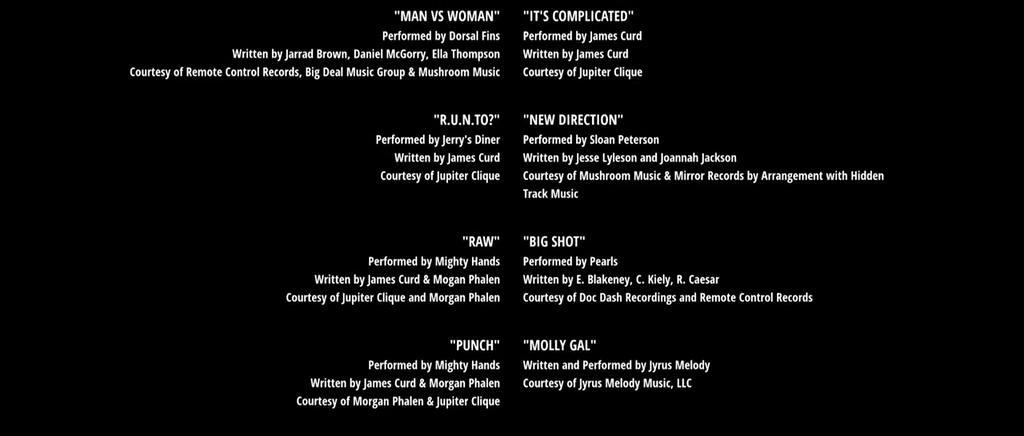 "MAN VS WOMAN"
Performed by Dorsal Fins
Written by Jarrad Brown, Daniel McGorry, Ella Thompson
Courtesy of Remote Control Records, Big Deal Music Group & Mushroom Music
"R.U.N.TO?"
Performed by Jerry's Diner
Written by James Curd
Courtesy of Jupiter Clique
"RAW"
Performed by Mighty Hands
Written by James Curd & Mogan Phalen
Courtesy of Jupiter Clique and Morgan Phalen
"PUNCH"
Performed by Mighty Hands
Written by James Curd & Morgan Phalen
Courtesy of Morgan Phalen & Jupiter Clique
"IT'S COMPLICATED"
Performed by James Curd
Written by James Curd
Courtesy of Jupiter Clique
"NEW DIRECTION"
Performed by Sloan Peterson
Written by Jesse Lyleson and Joannah Jackson
Courtesy of Mushroom Music & Mirror Records by Arrangement with Hidden
Track Music
"BIG SHOT"
Performed by Pearls
Written by E. Blakeney, C. Kiely, R. Caesar
Courtesy of Doc Dash Recordings and Remote Control Records
"MOLLY GAL"
Written and Performed by Jyrus Melody
Courtesy of Jyrus Melody Music, LLC